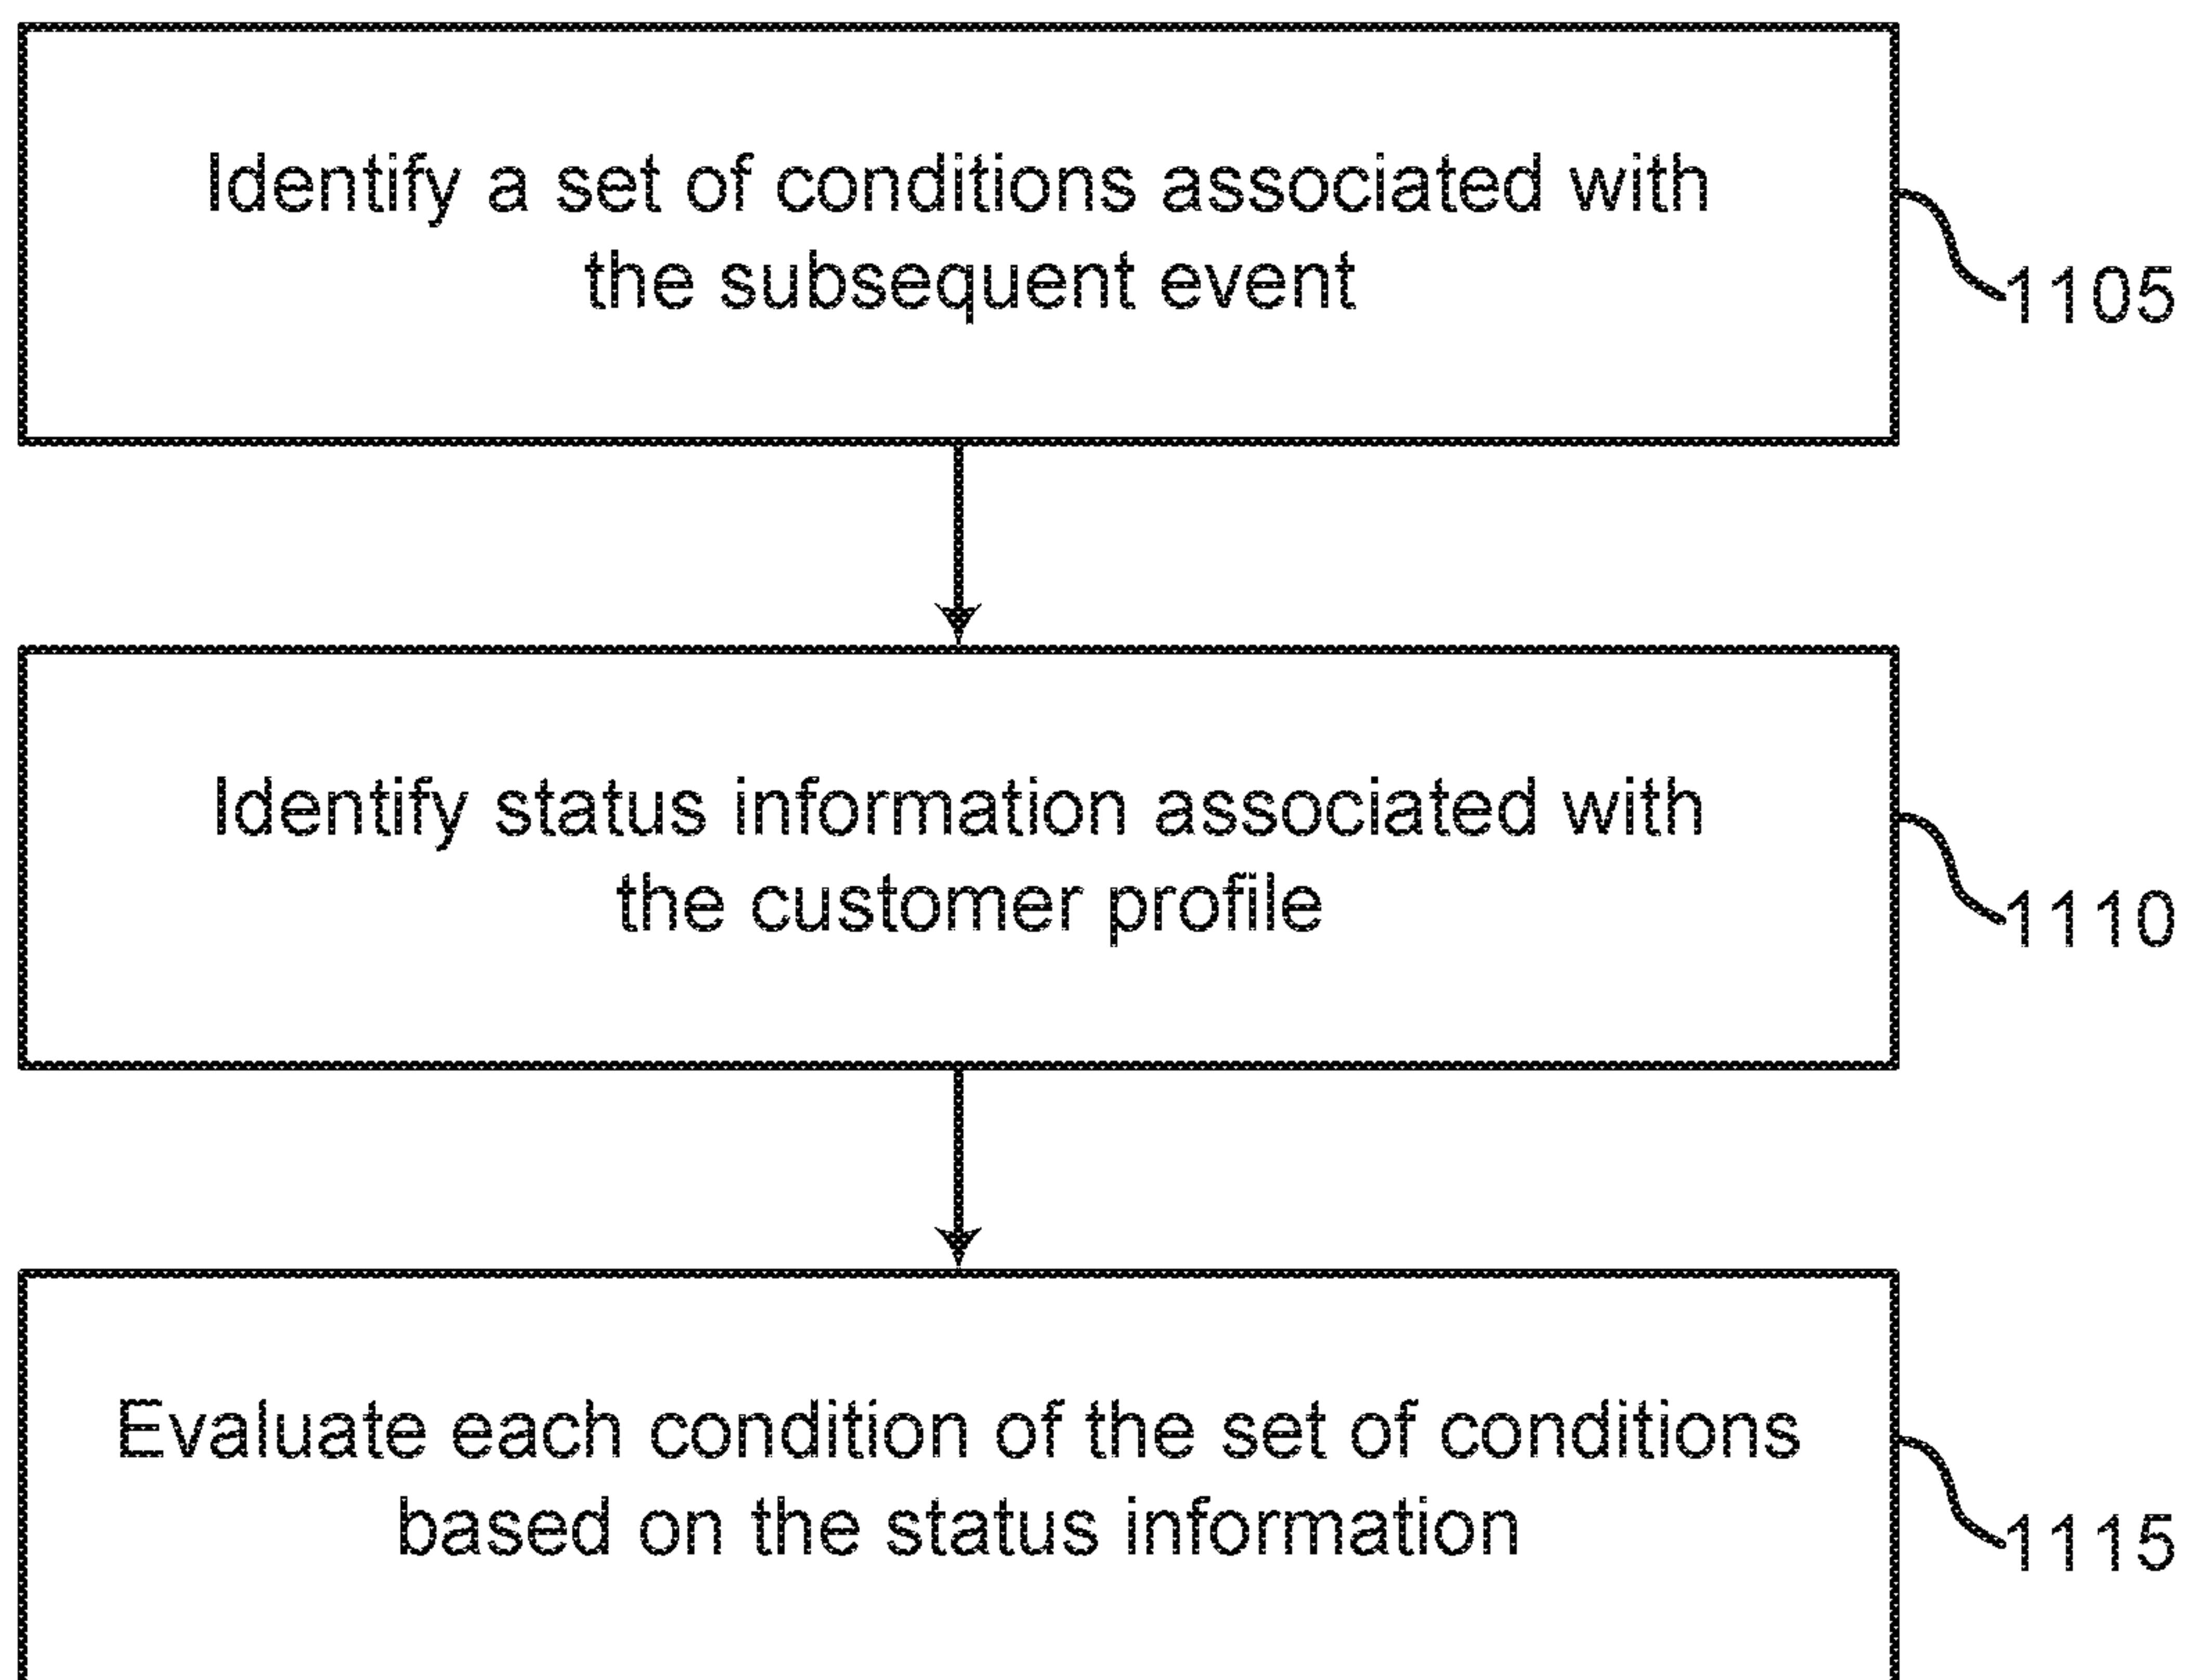 Identify a set of conditions associated with
the subsequent event
1105
Identify status information associated with
the customer profile
1110
Evaluate each condition of the set of conditions
based on the status information
1115